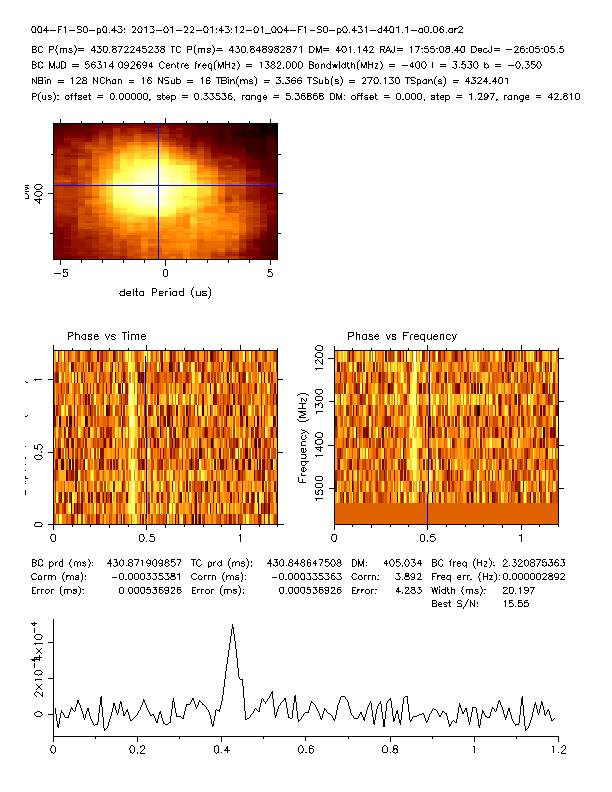 004-F1-S0-p0.43: 2013-01-22-01:43:12-01_004-F1-S0-p0.431-d401.1-a0.06.ar2
BC P(ms)= 430.872245238 TC P(ms)= 430.848982871 DM= 401.142 RAJ= 17:55:08.40 DecJ= -26:05:05.5
BC MJD = 56314.092694 Centre freq(MHz) = 1382.000 Bandwidth(MHz) = -400 l = 3.530 b = -0.350
NBin = 128 NChan = 16 NSub = 16 TBin(ms) = 3.366 TSub(s) = 270.130 TSpan(s) = 4324.401
P(us): offset = 0.00000, step = 0.33536, range = 5.36868 DM: offset = 0.000, step = 1.297, range = 42.810
400
-5 0 5
delta Period (us)
Phase vs Time
1
0.5
0
0 0.5 1
Phase vs Frequency
Frequency (MHz)
1200
1300
1400
1500
0 0.5 1
BC prd (ms): 430.871909857 TC prd (ms): 430.848647508 DM: 405.034 BC freq (Hz): 2.320875363
Corrn (ms): -0.000335381 Corrn (ms): -0.000335363 Corrn: 3.892 Freq err. (Hz): 0.000002892
Error (ms): 0.000536926 Error (ms): 0.000536926 Error: 4.283 Width (ms): 20.197
Best S/N: 15.55
4×10⁻⁴
2×10⁻⁴
0
0 0.2 0.4 0.6 0.8 1 1.2